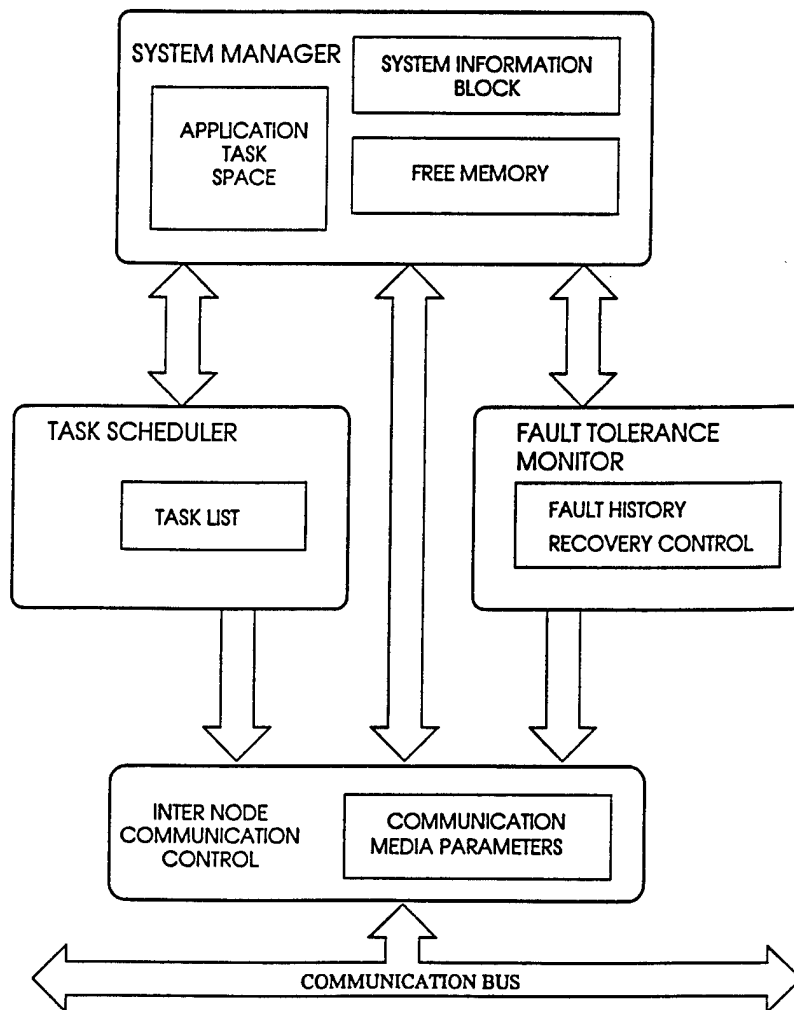 SYSTEM MANAGER
SYSTEM INFORMATION
BLOCK
APPLICATION
TASK
SPACE
FREE MEMORY
TASK SCHEDULER
TASK LIST
FAULT TOLERANCE
MONITOR
FAULT HISTORY
RECOVERY CONTROL
INTER NODE
COMMUNICATION
CONTROL
COMMUNICATION
MEDIA PARAMETERS
COMMUNICATION BUS